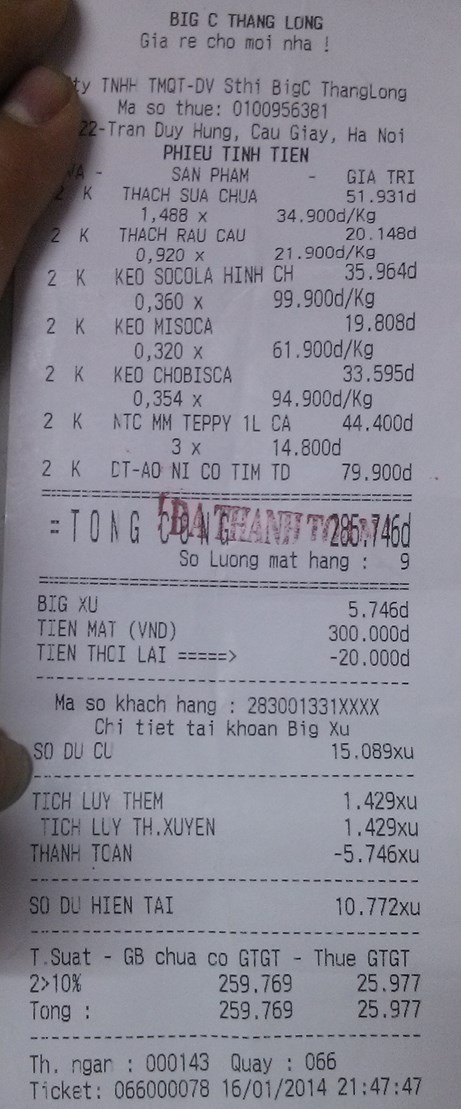 BIG C THANG LONG
Gia re cho moi nha !
ty TNHH TMQT-DV Sthi BigC ThangLong
Ma so thue: 0100956381
22-Tran Duy Hung, Cau Giay, Ha Noi
PHIEU TINH TIEN
VA - SAN PHAM - GIA TRI
2 K THACH SUA CHUA 51.931d
1,488 x 34.900d/Kg
2 K THACH RAU CAU 20.148d
0,920 x 21.900d/Kg
2 K KEO SOCOLA HINH CH 35.964d
0,360 x 99.900d/Kg
2 K KEO MISOCA 19.808d
0,320 x 61.900d/Kg
2 K KEO CHOBISCA 33.595d
0,354 x 94.900d/Kg
2 K NTC MM TEPPY 1L CA 44.400d
3 x 14.800d
2 K DT-AO NI CO TIM TD 79.900d
=TONG CONG 285.746d
DA THANH TOAN
So Luong mat hang : 9
BIG XU 5.746d
TIEN MAT (VND) 300.000d
TIEN THOI LAI =====> -20.000d
Ma so khach hang : 283001331XXXX
Chi tiet tai khoan Big Xu
SO DU CU 15.089xu
TICH LUY THEM 1.429xu
TICH LUY TH.XUYEN 1.429xu
THANH TOAN -5.746xu
SO DU HIEN TAI 10.772xu
T.Suat - GB chua co GTGT - Thue GTGT
2>10% 259.769 25.977
Tong : 259.769 25.977
Th. ngan : 000143 Quay : 066
Ticket: 066000078 16/01/2014 21:47:47